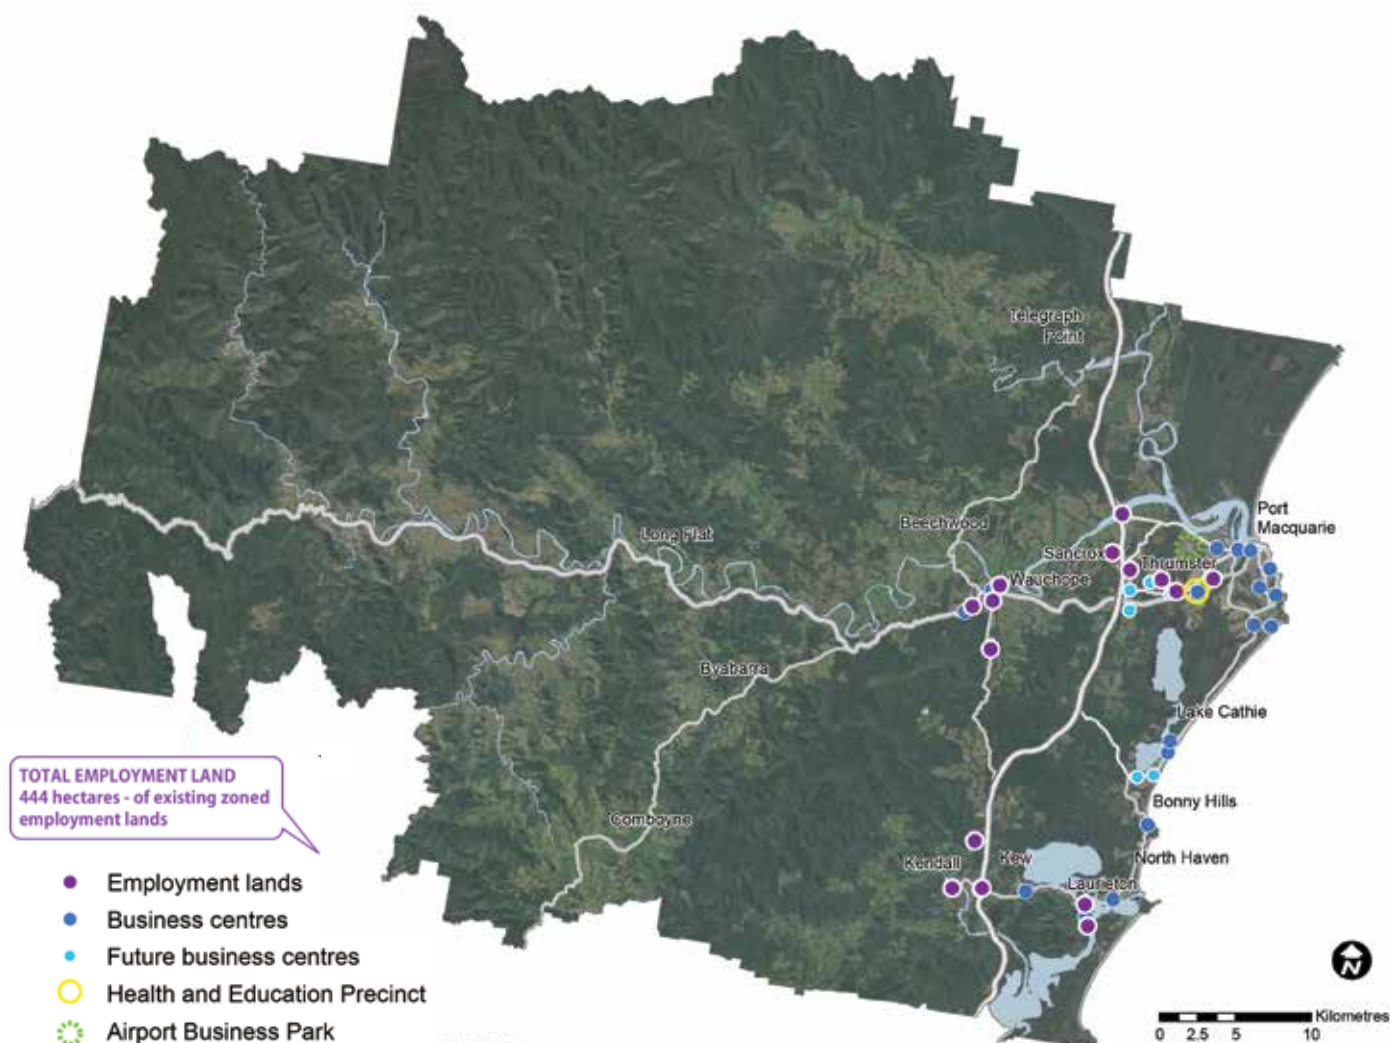 Telegraph
Point
Port
Macquarie
Beechwood
Long Flat
Sancrox
Thrumster
Wauchope
Byabarra
Lake Cathie
TOTAL EMPLOYMENT LAND
444 hectares - of existing zoned
employment lands
Bonny Hills
Comboyne
Kendall
Kew
North Haven
Laurieton
Employment lands
Business centres
Future business centres
Health and Education Precinct
Airport Business Park
N
Kilometres
0 2.5 5 10